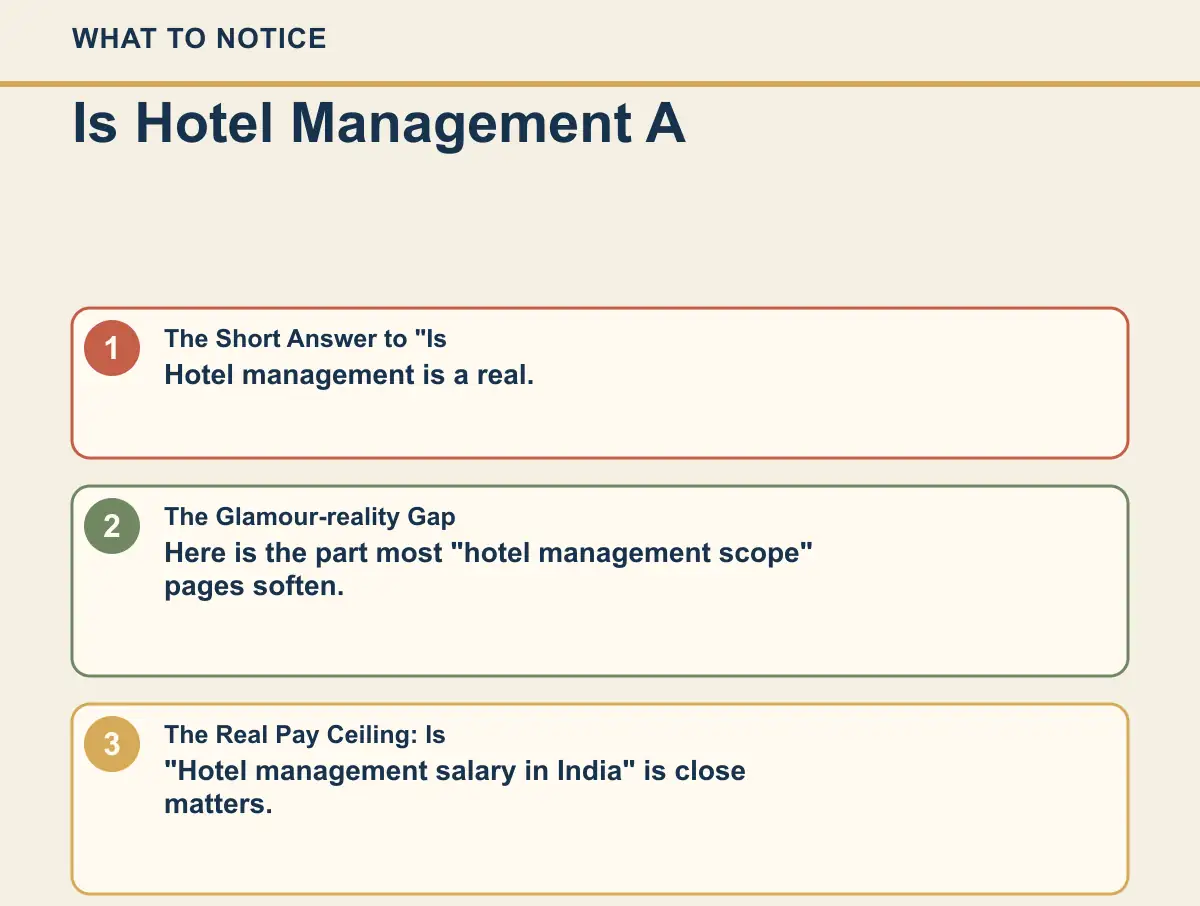 WHAT TO NOTICE
Is Hotel Management A
1
The Short Answer to "Is
Hotel management is a real.
2
The Glamour-reality Gap
Here is the part most "hotel management scope"
pages soften.
3
The Real Pay Ceiling: Is
"Hotel management salary in India" is close
matters.